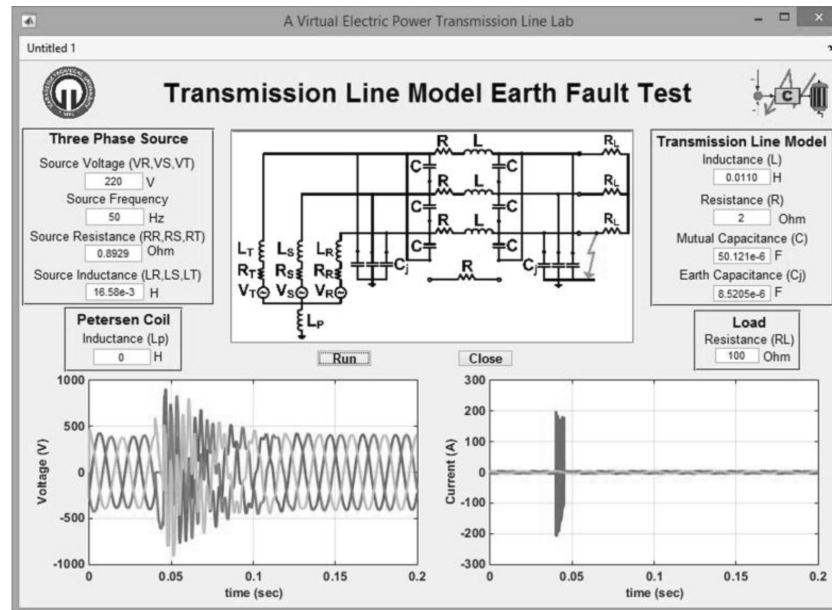 A Virtual Electric Power Transmission Line Lab
Untitled 1
Transmission Line Model Earth Fault Test
C
Three Phase Source
Source Voltage (VR,VS,VT)
220 V
Source Frequency
50 Hz
Source Resistance (RR,RS,RT)
0.8929 Ohm
Source Inductance (LR,LS,LT)
16.58e-3 H
Petersen Coil
Inductance (Lp)
0 H
R L RL
C C
R L RL
C C
R L RL
LT LS LR
RT RS RR Cj R Cj
VT VS VR
LP
Transmission Line Model
Inductance (L)
0.0110 H
Resistance (R)
2 Ohm
Mutual Capacitance (C)
50.121e-6 F
Earth Capacitance (Cj)
8.5205e-6 F
Load
Resistance (RL)
100 Ohm
Run Close
1000
500
0
-500
-1000
Voltage (V)
0 0.05 0.1 0.15 0.2
time (sec)
300
200
100
0
-100
-200
-300
Current (A)
0 0.05 0.1 0.15 0.2
time (sec)